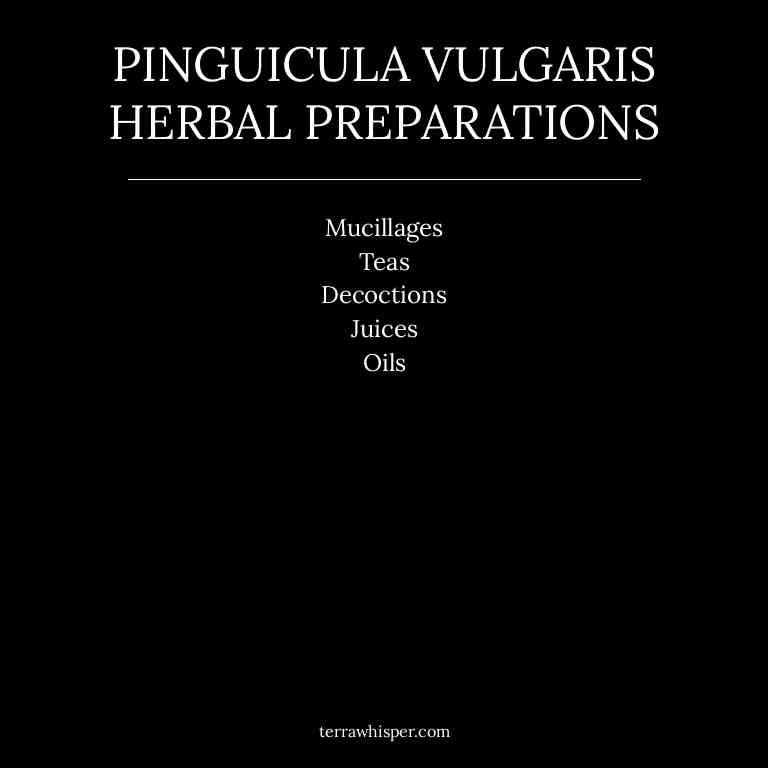 PINGUICULA VULGARIS
HERBAL PREPARATIONS
Mucillages
Teas
Decoctions
Juices
Oils
terrawhisper.com